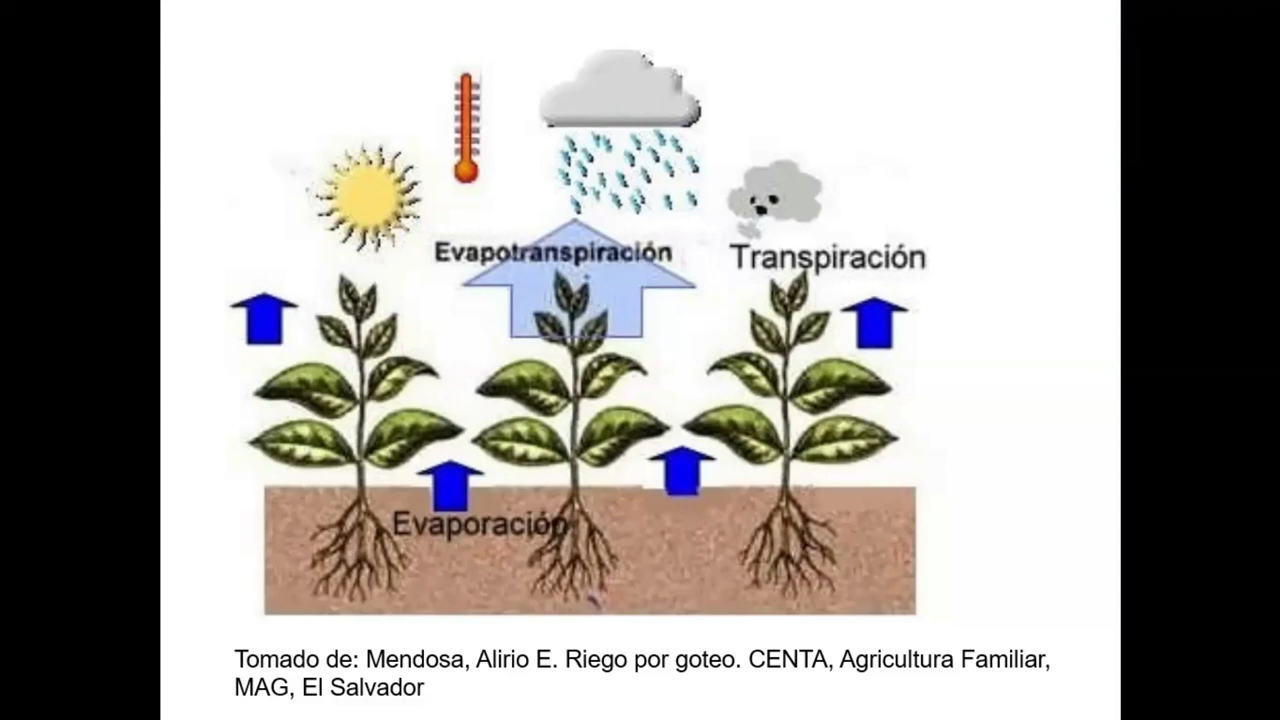 Evapotranspiración
Transpiración
Evaporación
Tomado de: Mendosa, Alirio E. Riego por goteo. CENTA, Agricultura Familiar,
MAG, El Salvador